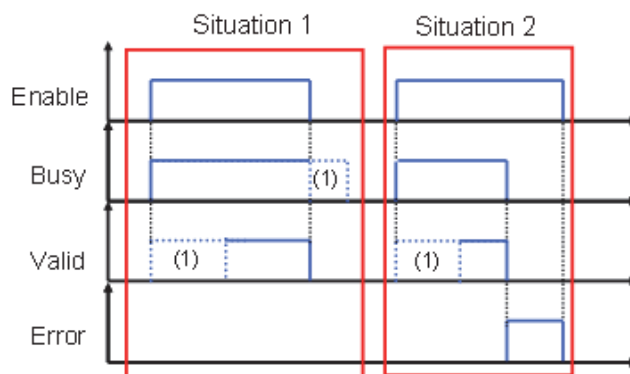 Situation 1
Situation 2
Enable
Busy
(1)
Valid
(1)
(1)
Error